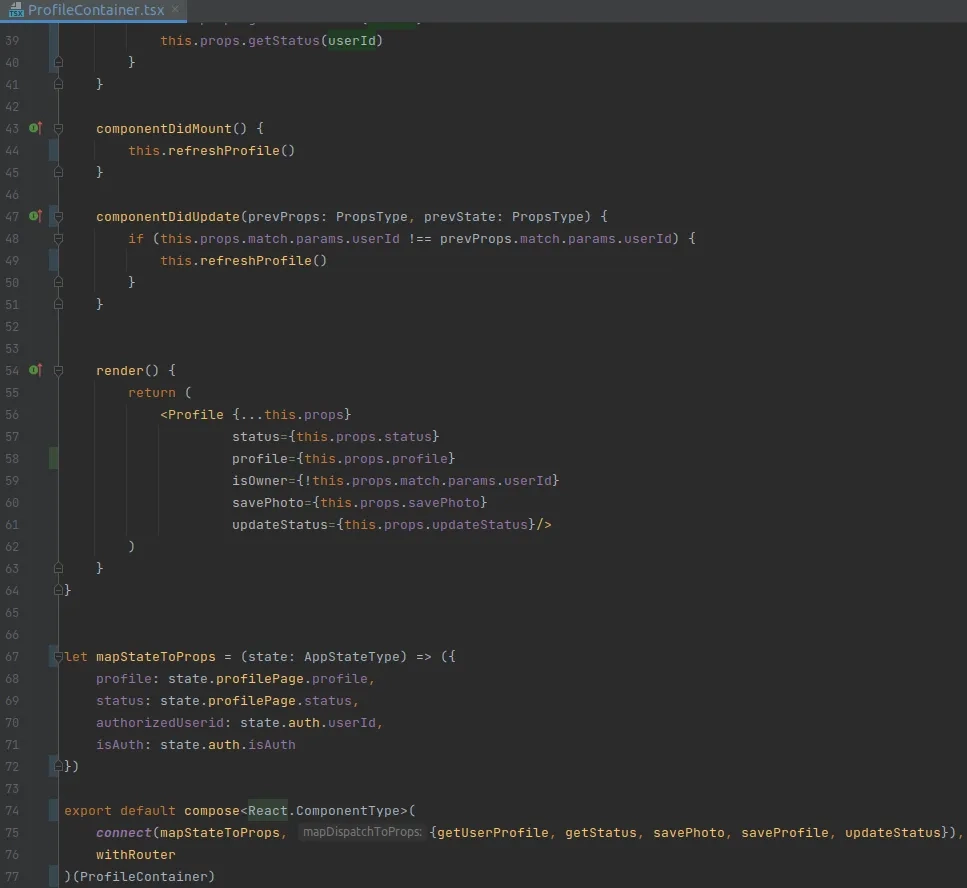 ProfileContainer.tsx
39 this.props.getStatus(userId)
40 }
41 }
42
43 componentDidMount() {
44 this.refreshProfile()
45 }
46
47 componentDidUpdate(prevProps: PropsType, prevState: PropsType) {
48 if (this.props.match.params.userId !== prevProps.match.params.userId) {
49 this.refreshProfile()
50 }
51 }
52
53
54 render() {
55 return (
56 <Profile {...this.props}
57 status={this.props.status}
58 profile={this.props.profile}
59 isOwner={!this.props.match.params.userId}
60 savePhoto={this.props.savePhoto}
61 updateStatus={this.props.updateStatus}/>
62 )
63 }
64 }
65
66
67 let mapStateToProps = (state: AppStateType) => ({
68 profile: state.profilePage.profile,
69 status: state.profilePage.status,
70 authorizedUserid: state.auth.userId,
71 isAuth: state.auth.isAuth
72 })
73
74 export default compose<React.ComponentType>(
75 connect(mapStateToProps, mapDispatchToProps: {getUserProfile, getStatus, savePhoto, saveProfile, updateStatus}),
76 withRouter
77 )(ProfileContainer)